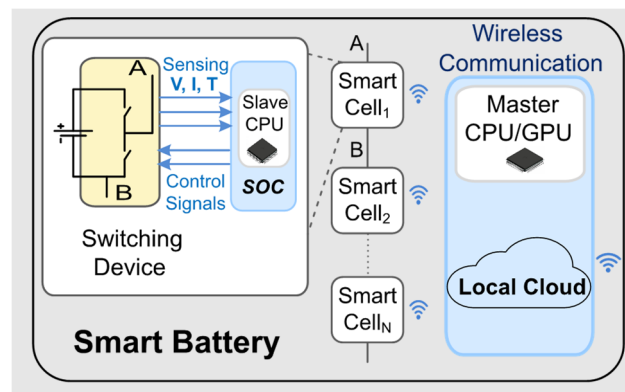 Sensing
V, I, T
A
B
Slave
CPU
SOC
Control
Signals
Switching
Device
Smart Battery
A
Smart
Cell1
B
Smart
Cell2
Smart
CellN
Wireless
Communication
Master
CPU/GPU
Local Cloud
+
-